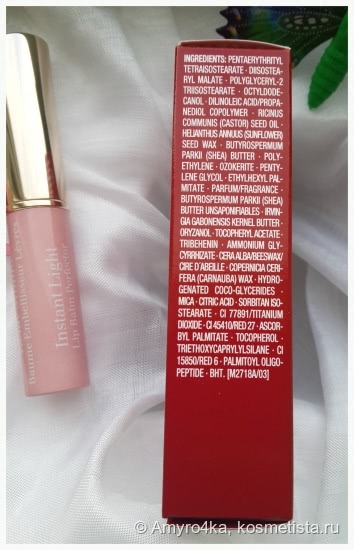 Baume Embellisseur Lèvres
Instant Light
Lip Balm Perfector
INGREDIENTS: PENTAERYTHRITYL
TETRAISOSTEARATE • DIISOSTEA-
RYL MALATE • POLYGLYCERYL-2
TRIISOSTEARATE • OCTYLDODE-
CANOL • DILINOLEIC ACID/PROPA-
NEDIOL COPOLYMER • RICINUS
COMMUNIS (CASTOR) SEED OIL •
HELIANTHUS ANNUUS (SUNFLOWER)
SEED WAX • BUTYROSPERMUM
PARKII (SHEA) BUTTER • POLY-
ETHYLENE • OZOKERITE • PENTY-
LENE GLYCOL • ETHYLHEXYL PAL-
MITATE • PARFUM/FRAGRANCE •
BUTYROSPERMUM PARKII (SHEA)
BUTTER UNSAPONIFIABLES • IRVIN-
GIA GABONENSIS KERNEL BUTTER •
ORYZANOL • TOCOPHERYL ACETATE •
TRIBEHENIN • AMMONIUM GLY-
CYRRHIZATE • CERA ALBA/BEESWAX/
CIRE D'ABEILLE • COPERNICIA CERI-
FERA (CARNAUBA) WAX • HYDRO-
GENATED COCO-GLYCERIDES •
MICA • CITRIC ACID • SORBITAN ISO-
STEARATE • CI 77891/TITANIUM
DIOXIDE • CI 45410/RED 27 • ASCOR-
BYL PALMITATE • TOCOPHEROL •
TRIETHOXYCAPRYLYLSILANE • CI
15850/RED 6 • PALMITOYL OLIGO-
PEPTIDE • BHT. [M2718A/03]
© Amyro4ka, kosmetista.ru